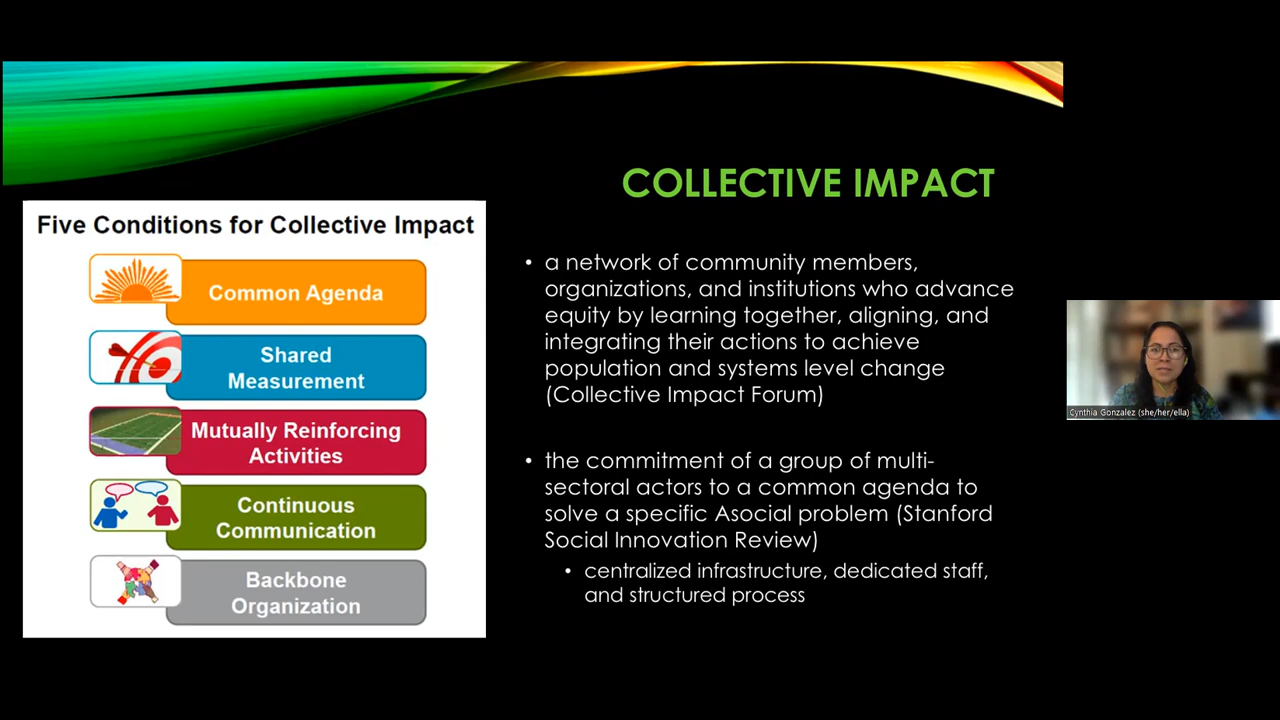 COLLECTIVE IMPACT
Five Conditions for Collective Impact
Common Agenda
Shared
Measurement
Mutually Reinforcing
Activities
Continuous
Communication
Backbone
Organization
• a network of community members,
organizations, and institutions who advance
equity by learning together, aligning, and
integrating their actions to achieve
population and systems level change
(Collective Impact Forum)
• the commitment of a group of multi-
sectoral actors to a common agenda to
solve a specific Asocial problem (Stanford
Social Innovation Review)
• centralized infrastructure, dedicated staff,
and structured process
Cynthia Gonzalez (she/her/ella)